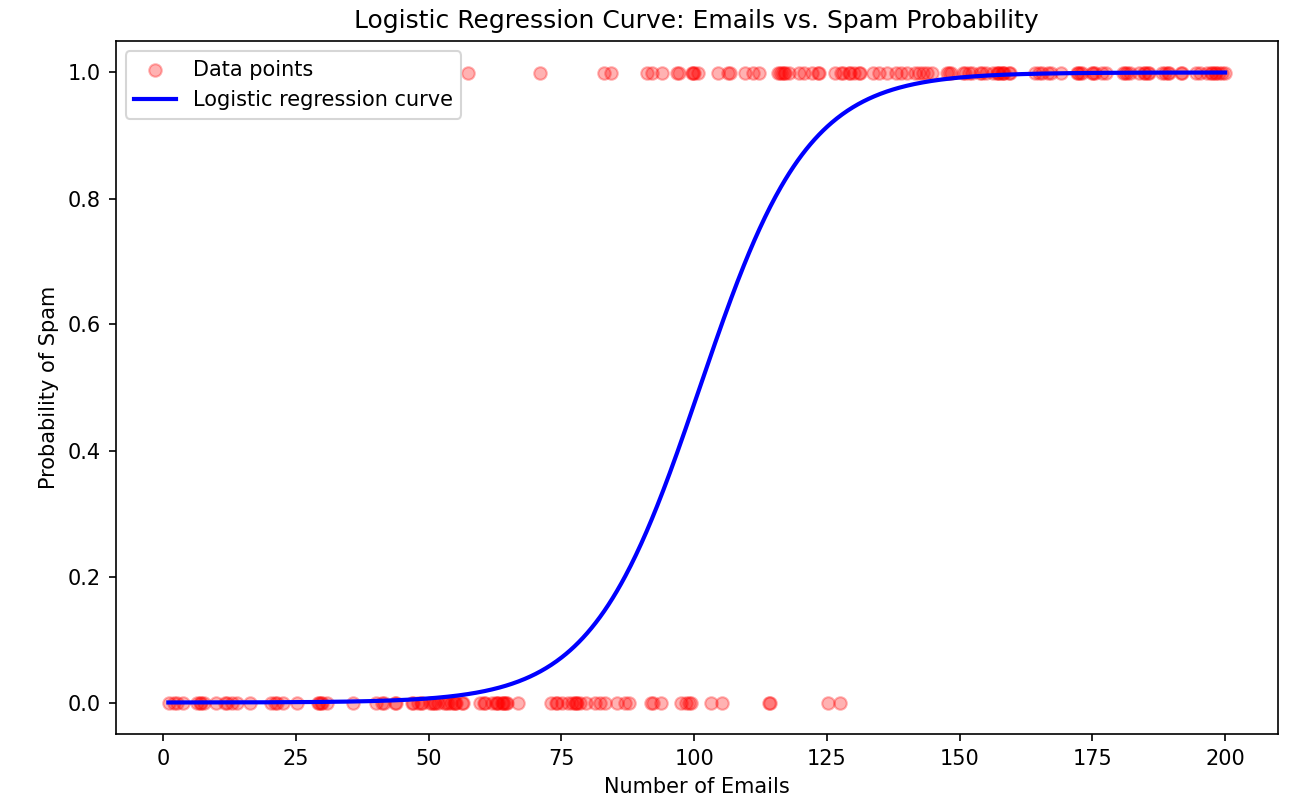 Logistic Regression Curve: Emails vs. Spam Probability
Data points
Logistic regression curve
1.0
0.8
0.6
0.4
0.2
0.0
Probability of Spam
0 25 50 75 100 125 150 175 200
Number of Emails